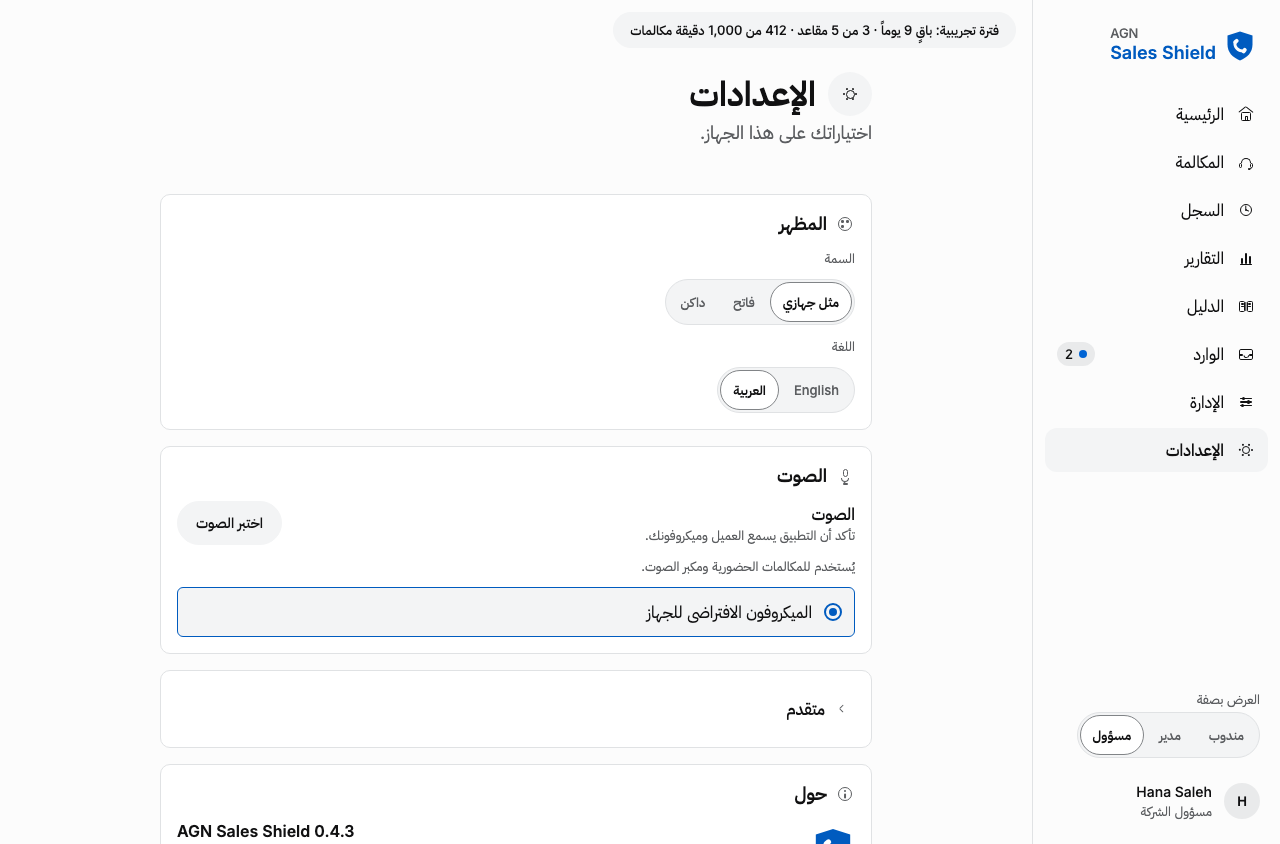 AGN
Sales Shield
الرئيسية
المكالمة
السجل
التقارير
الدليل
الوارد
2
الإدارة
الإعدادات
العرض بصفة
مندوب
مدير
مسؤول
H
Hana Saleh
مسؤول الشركة
فترة تجريبية: باقٍ 9 يوماً · 3 من 5 مقاعد · 412 من 1,000 دقيقة مكالمات
الإعدادات
اختياراتك على هذا الجهاز.
المظهر
السمة
مثل جهازي
فاتح
داكن
اللغة
English
العربية
الصوت
الصوت
تأكد أن التطبيق يسمع العميل وميكروفونك.
اختبر الصوت
يُستخدم للمكالمات الحضورية ومكبر الصوت.
الميكروفون الافتراضي للجهاز
متقدم
حول
AGN Sales Shield 0.4.3